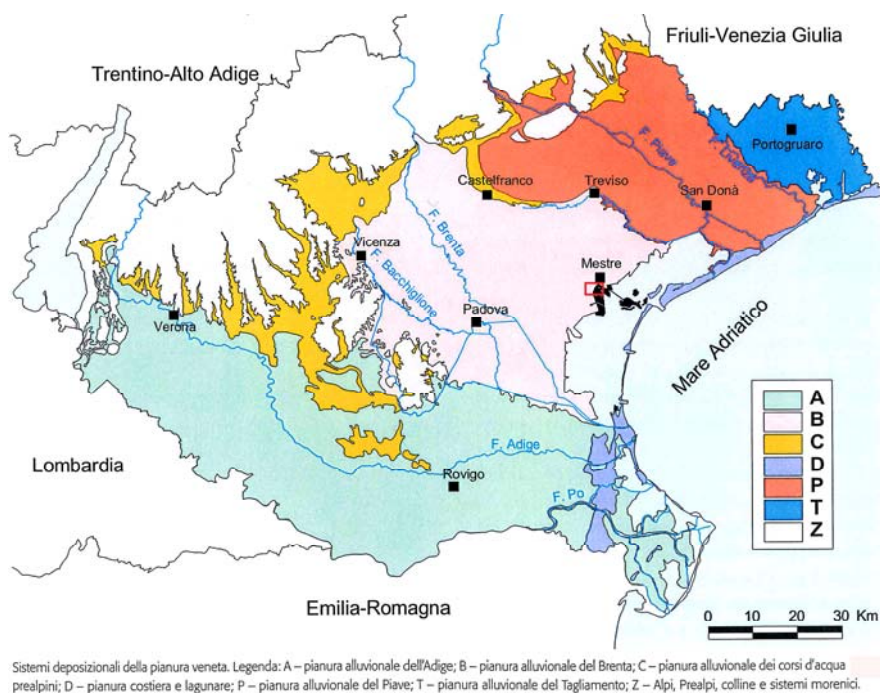 Friuli-Venezia Giulia
Trentino-Alto Adige
Portogruaro
F. Piave
F. Livenza
Castelfranco
Treviso
San Donà
F. Brenta
Vicenza
Mestre
F. Bacchiglione
Padova
Verona
Mare Adriatico
A
B
C
D
P
T
Z
Lombardia
F. Adige
Rovigo
F. Po
Emilia-Romagna
0 10 20 30 Km
Sistemi deposizionali della pianura veneta. Legenda: A – pianura alluvionale dell'Adige; B – pianura alluvionale del Brenta; C – pianura alluvionale dei corsi d'acqua
prealpini; D – pianura costiera e lagunare; P – pianura alluvionale del Piave; T – pianura alluvionale del Tagliamento; Z – Alpi, Prealpi, colline e sistemi morenici.